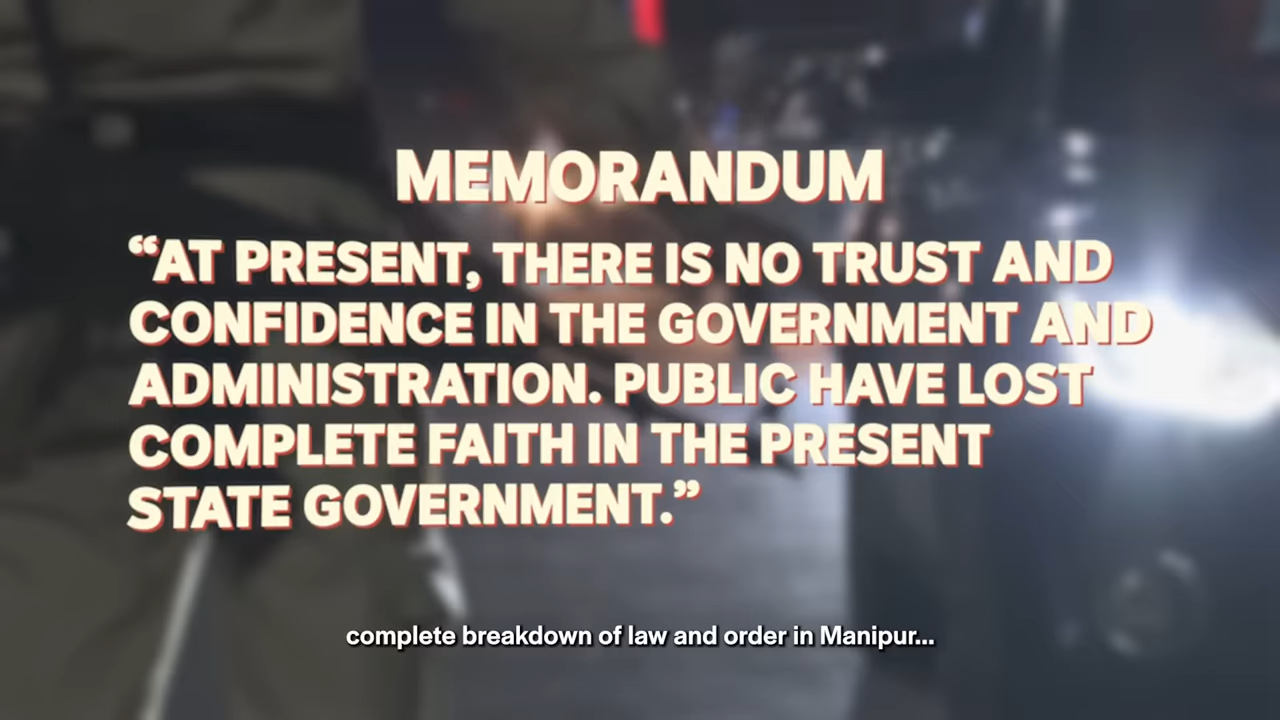 MEMORANDUM
“AT PRESENT, THERE IS NO TRUST AND
CONFIDENCE IN THE GOVERNMENT AND
ADMINISTRATION. PUBLIC HAVE LOST
COMPLETE FAITH IN THE PRESENT
STATE GOVERNMENT.”
complete breakdown of law and order in Manipur...